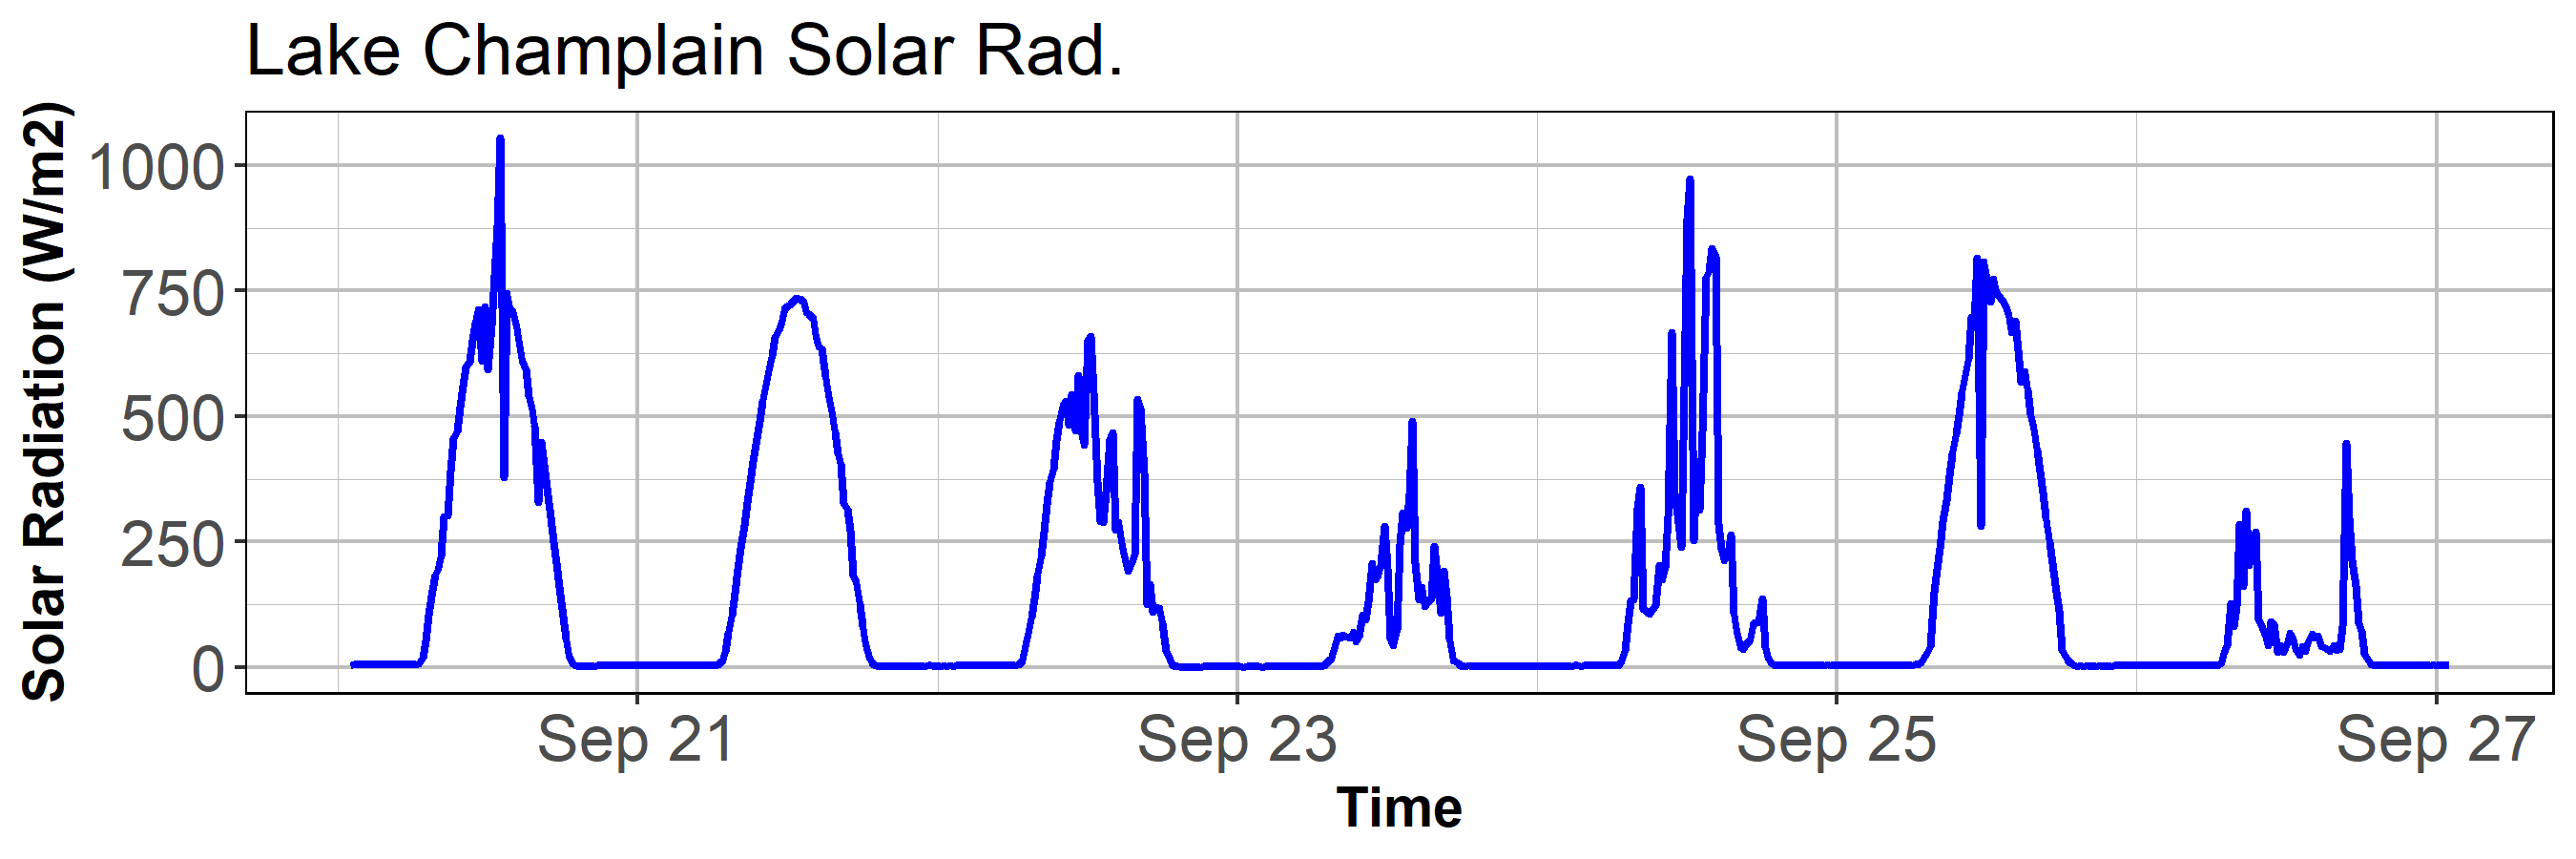 Lake Champlain Solar Rad.
Solar Radiation (W/m2)
1000
750
500
250
0
Sep 21
Sep 23
Sep 25
Sep 27
Time